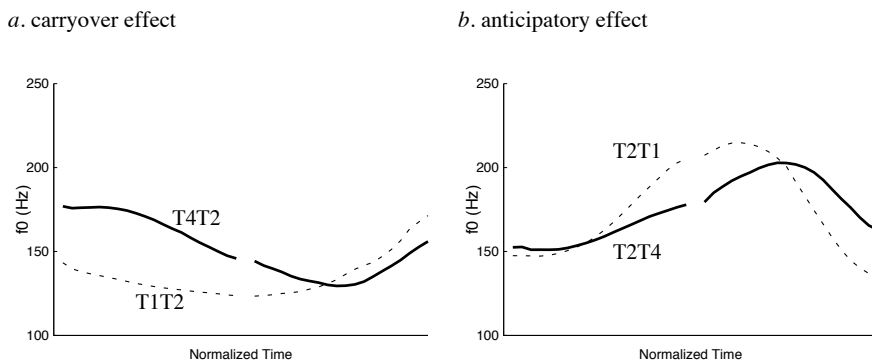 a. carryover effect
250
200
150
100
f0 (Hz)
T4T2
T1T2
Normalized Time
b. anticipatory effect
250
200
150
100
f0 (Hz)
T2T1
T2T4
Normalized Time